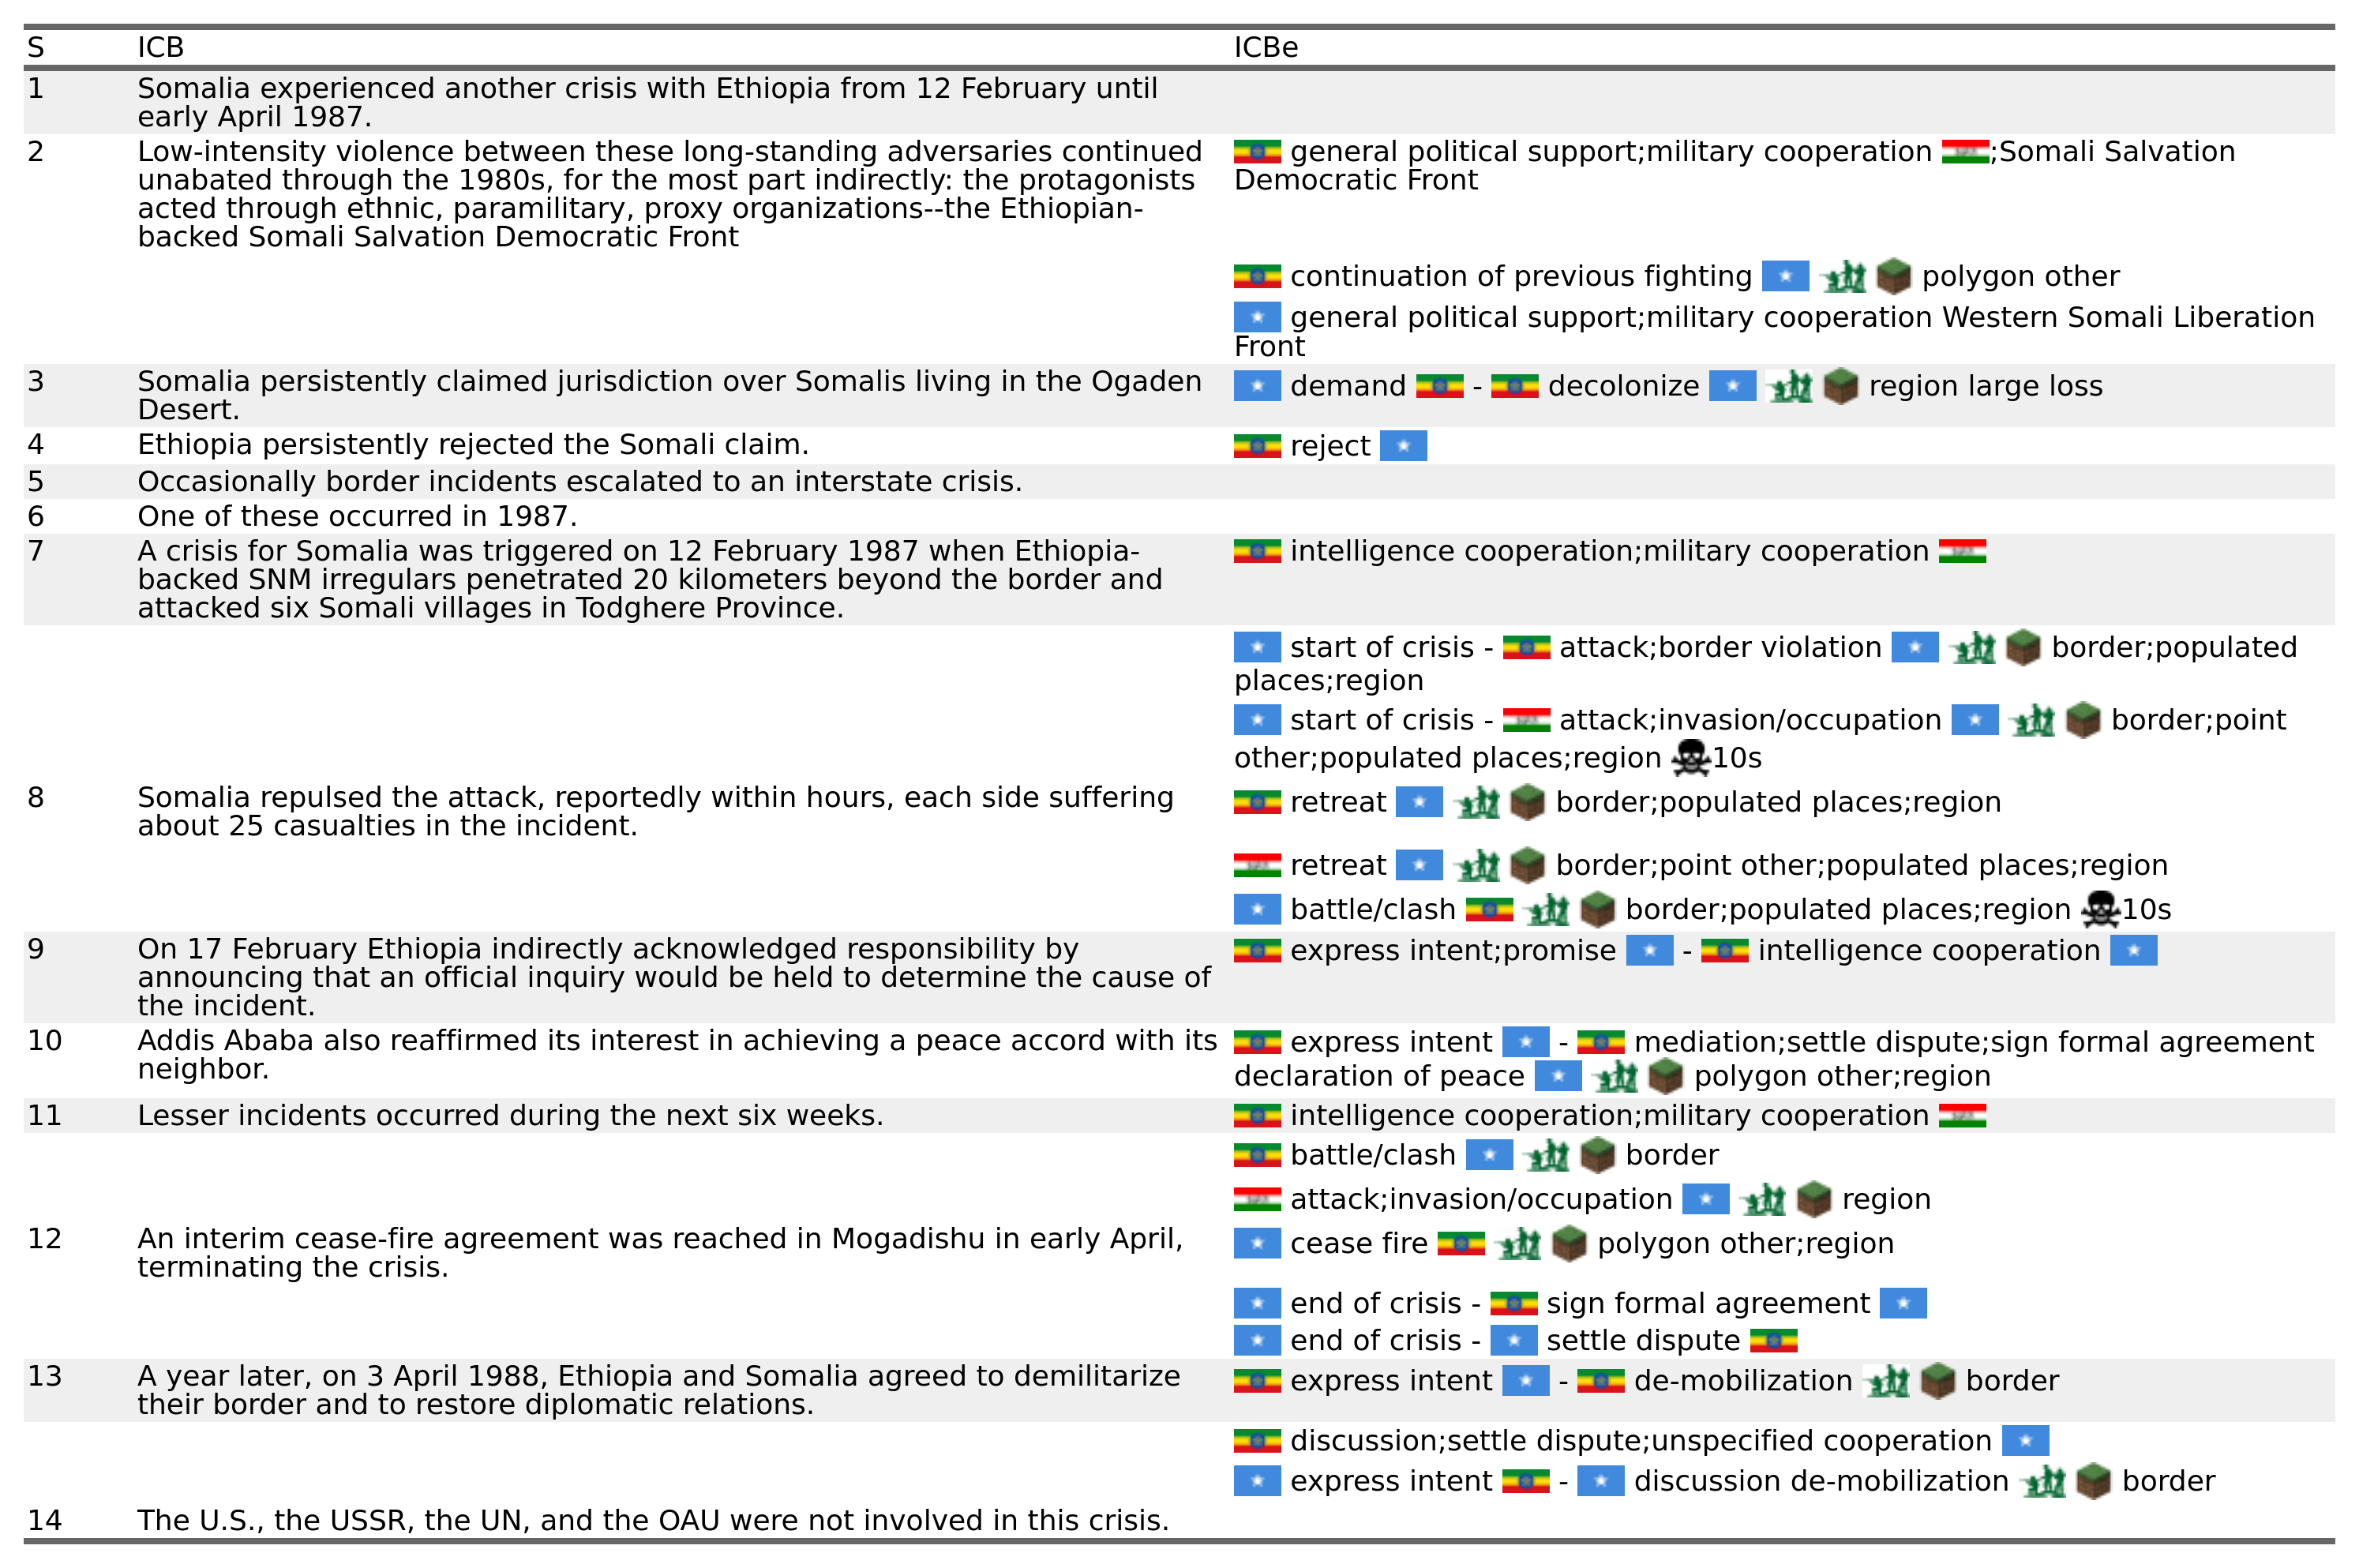 S ICB ICBe
1 Somalia experienced another crisis with Ethiopia from 12 February until
early April 1987.
2 Low-intensity violence between these long-standing adversaries continued
unabated through the 1980s, for the most part indirectly: the protagonists
acted through ethnic, paramilitary, proxy organizations--the Ethiopian-
backed Somali Salvation Democratic Front
general political support;military cooperation ;Somali Salvation
Democratic Front
continuation of previous fighting polygon other
general political support;military cooperation Western Somali Liberation
Front
3 Somalia persistently claimed jurisdiction over Somalis living in the Ogaden
Desert.
demand - decolonize region large loss
4 Ethiopia persistently rejected the Somali claim.
reject
5 Occasionally border incidents escalated to an interstate crisis.
6 One of these occurred in 1987.
7 A crisis for Somalia was triggered on 12 February 1987 when Ethiopia-
backed SNM irregulars penetrated 20 kilometers beyond the border and
attacked six Somali villages in Todghere Province.
intelligence cooperation;military cooperation
start of crisis - attack;border violation border;populated
places;region
start of crisis - attack;invasion/occupation border;point
other;populated places;region 10s
8 Somalia repulsed the attack, reportedly within hours, each side suffering
about 25 casualties in the incident.
retreat border;populated places;region
retreat border;point other;populated places;region
battle/clash border;populated places;region 10s
9 On 17 February Ethiopia indirectly acknowledged responsibility by
announcing that an official inquiry would be held to determine the cause of
the incident.
express intent;promise - intelligence cooperation
10 Addis Ababa also reaffirmed its interest in achieving a peace accord with its
neighbor.
express intent - mediation;settle dispute;sign formal agreement
declaration of peace polygon other;region
11 Lesser incidents occurred during the next six weeks.
intelligence cooperation;military cooperation
battle/clash border
attack;invasion/occupation region
12 An interim cease-fire agreement was reached in Mogadishu in early April,
terminating the crisis.
cease fire polygon other;region
end of crisis - sign formal agreement
end of crisis - settle dispute
13 A year later, on 3 April 1988, Ethiopia and Somalia agreed to demilitarize
their border and to restore diplomatic relations.
express intent - de-mobilization border
discussion;settle dispute;unspecified cooperation
express intent - discussion de-mobilization border
14 The U.S., the USSR, the UN, and the OAU were not involved in this crisis.